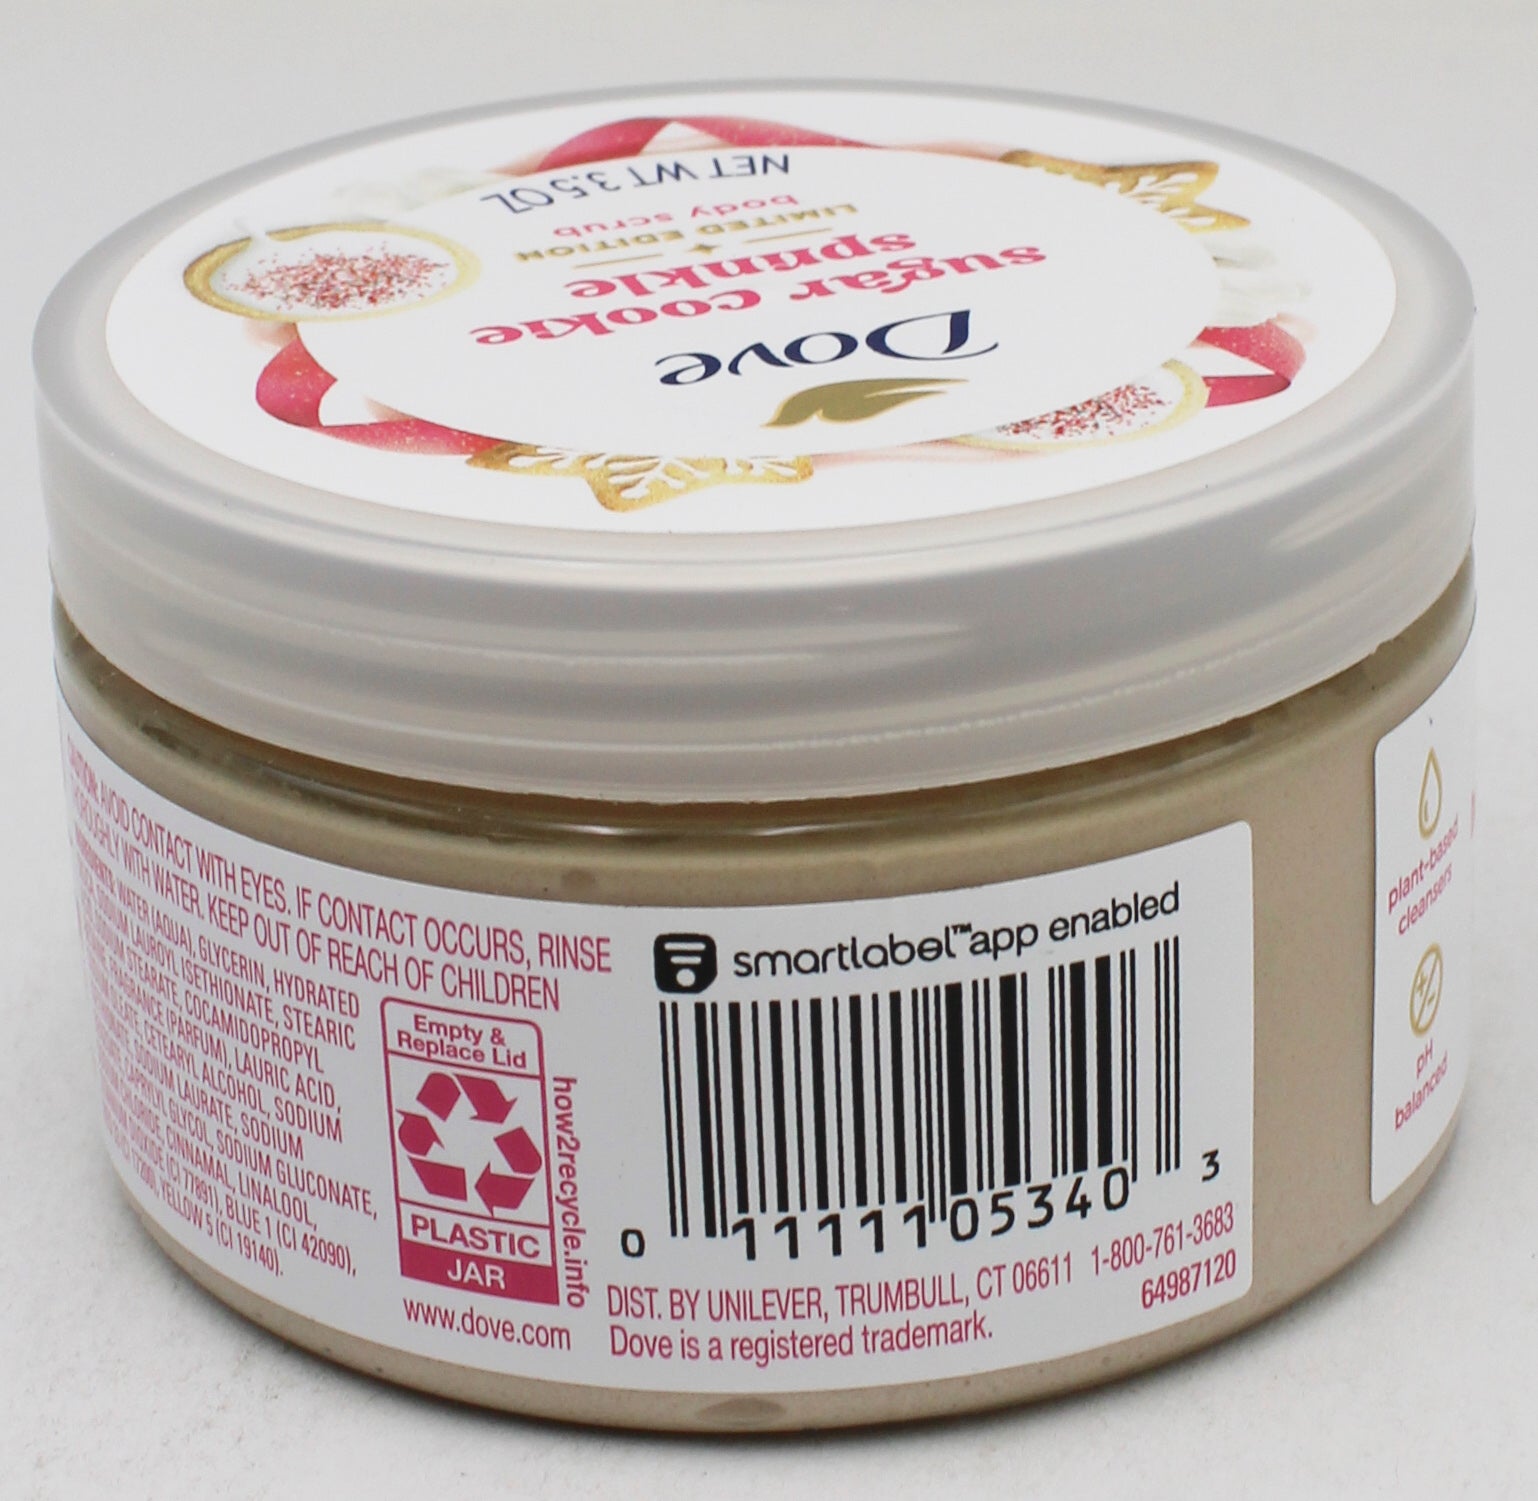 Dove
sugar cookie
sprinkle
LIMITED EDITION
body scrub
NET WT 3.5 OZ
AVOID CONTACT WITH EYES. IF CONTACT OCCURS, RINSE
THOROUGHLY WITH WATER. KEEP OUT OF REACH OF CHILDREN
WATER (AQUA), GLYCERIN, HYDRATED
SODIUM LAUROYL ISETHIONATE, STEARIC
STEARATE, COCAMIDOPROPYL
FRAGRANCE (PARFUM), LAURIC ACID,
OLEATE, CETEARYL ALCOHOL, SODIUM
SODIUM LAURATE, SODIUM
CAPRYLYL GLYCOL, SODIUM GLUCONATE,
CHLORIDE, CINNAMAL, LINALOOL,
DIOXIDE (CI 77891), BLUE 1 (CI 42090),
YELLOW 5 (CI 19140).
Empty &
Replace Lid
PLASTIC
JAR
how2recycle.info
www.dove.com
smartlabel™ app enabled
0 11111 05340 3
DIST. BY UNILEVER, TRUMBULL, CT 06611 1-800-761-3683
Dove is a registered trademark.
64987120
plant-based
cleansers
pH
balanced